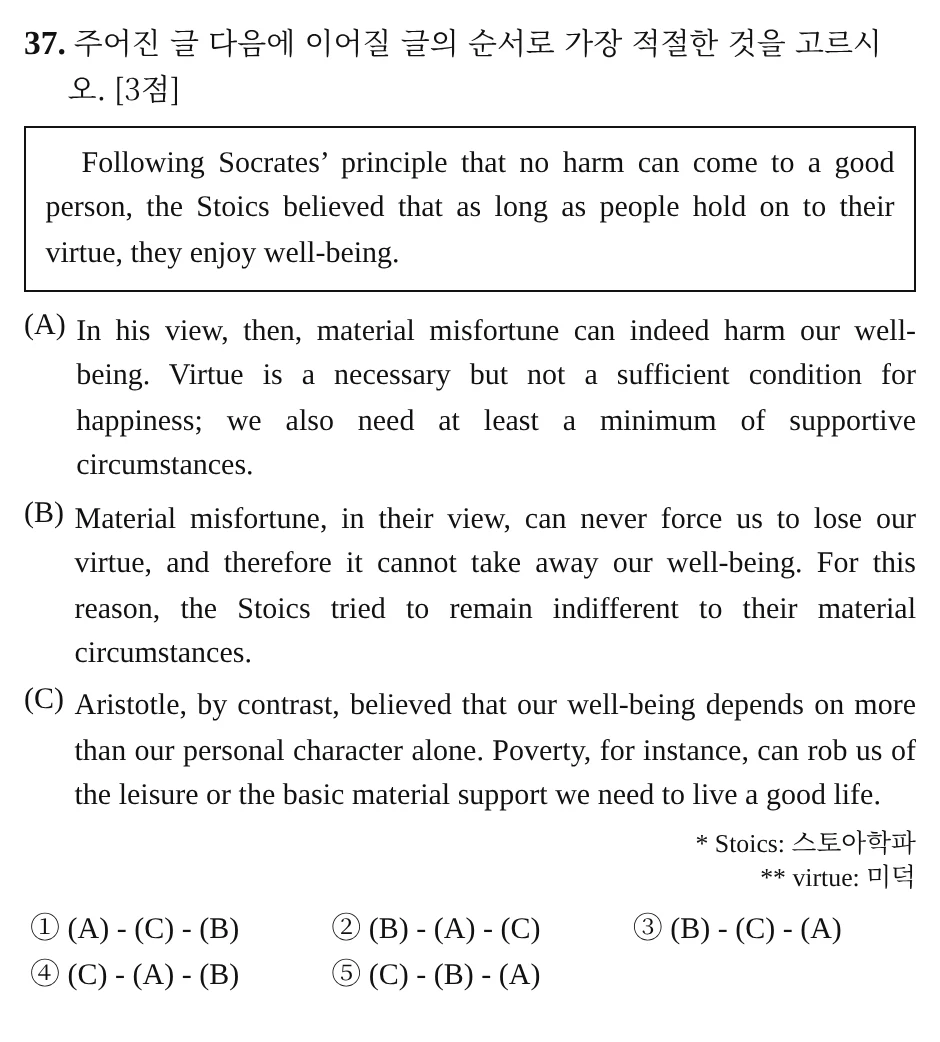 37. 주어진 글 다음에 이어질 글의 순서로 가장 적절한 것을 고르시
오. [3점]
Following Socrates’ principle that no harm can come to a good
person, the Stoics believed that as long as people hold on to their
virtue, they enjoy well-being.
(A) In his view, then, material misfortune can indeed harm our well-
being. Virtue is a necessary but not a sufficient condition for
happiness; we also need at least a minimum of supportive
circumstances.
(B) Material misfortune, in their view, can never force us to lose our
virtue, and therefore it cannot take away our well-being. For this
reason, the Stoics tried to remain indifferent to their material
circumstances.
(C) Aristotle, by contrast, believed that our well-being depends on more
than our personal character alone. Poverty, for instance, can rob us of
the leisure or the basic material support we need to live a good life.
* Stoics: 스토아학파
** virtue: 미덕
① (A) - (C) - (B) ② (B) - (A) - (C) ③ (B) - (C) - (A)
④ (C) - (A) - (B) ⑤ (C) - (B) - (A)